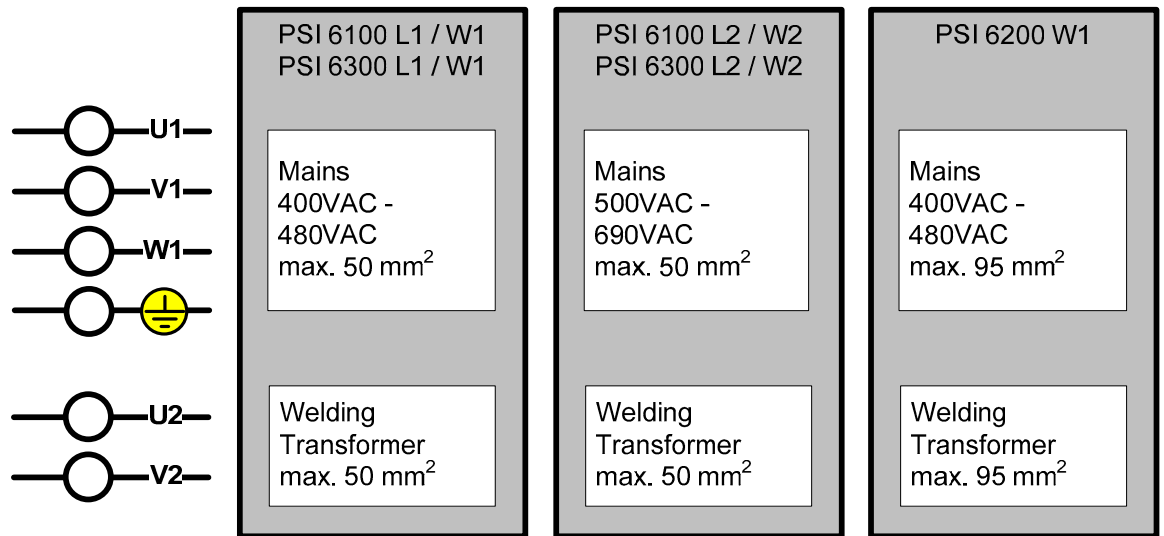 U1
V1
W1
U2
V2
PSI 6100 L1 / W1
PSI 6300 L1 / W1
Mains
400VAC -
480VAC
max. 50 mm²
Welding
Transformer
max. 50 mm²
PSI 6100 L2 / W2
PSI 6300 L2 / W2
Mains
500VAC -
690VAC
max. 50 mm²
Welding
Transformer
max. 50 mm²
PSI 6200 W1
Mains
400VAC -
480VAC
max. 95 mm²
Welding
Transformer
max. 95 mm²